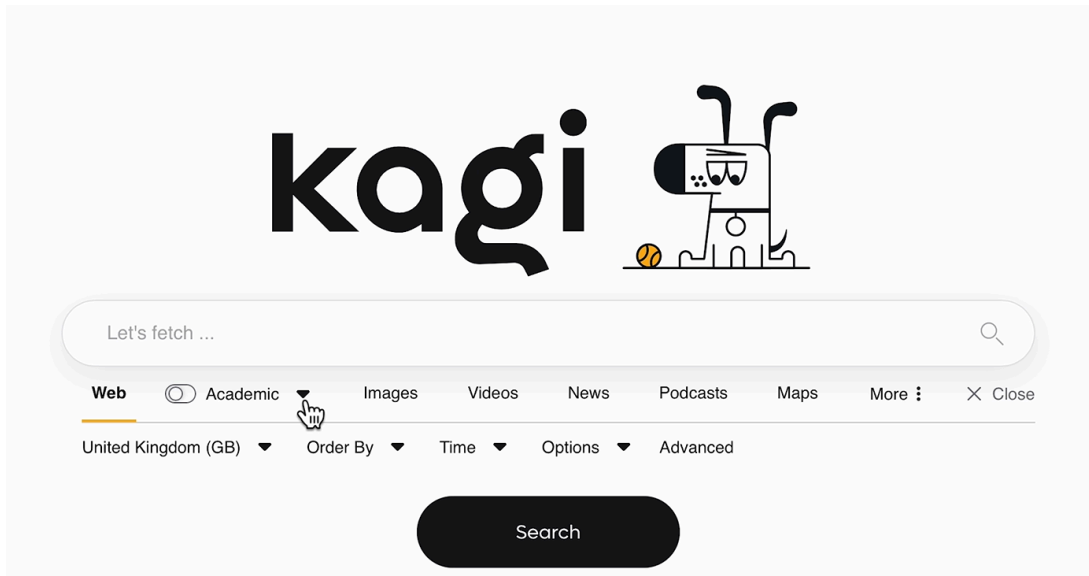 kagi
Let's fetch ...
Web Academic Images Videos News Podcasts Maps More Close
United Kingdom (GB) Order By Time Options Advanced
Search